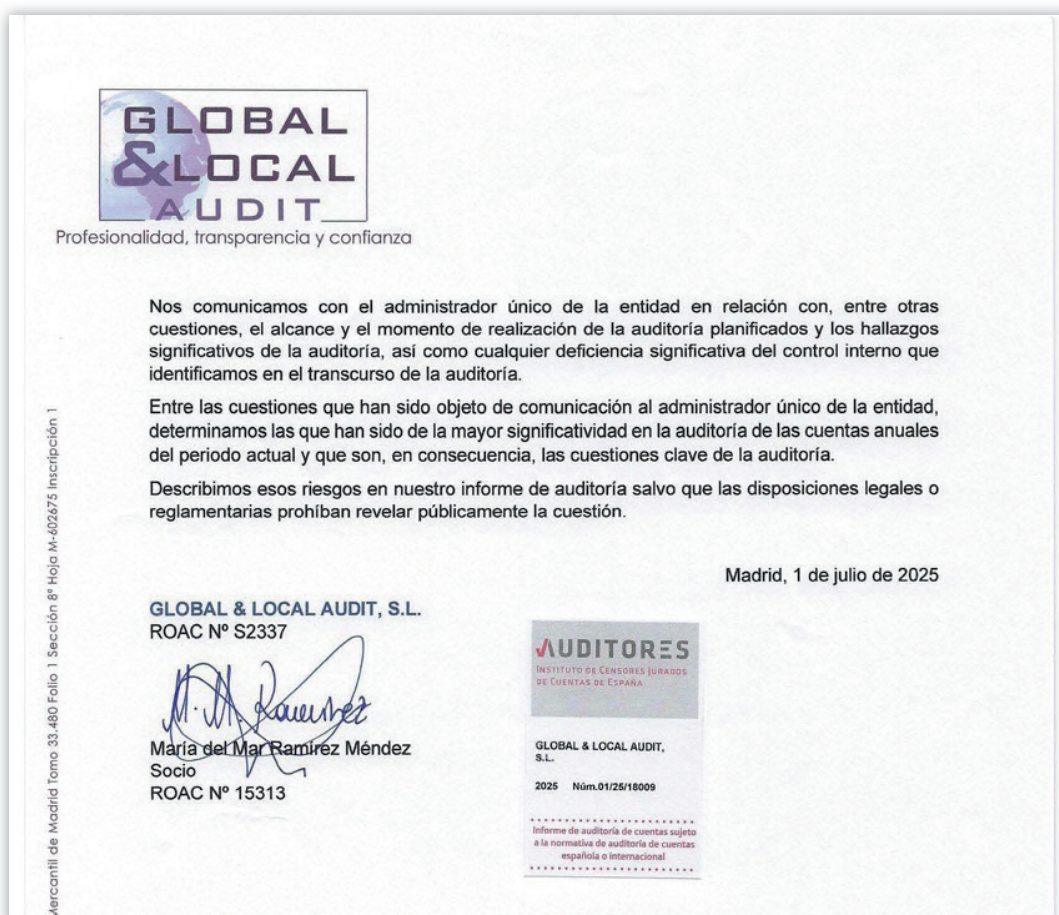 GLOBAL
&LOCAL
AUDIT
Profesionalidad, transparencia y confianza
Nos comunicamos con el administrador único de la entidad en relación con, entre otras
cuestiones, el alcance y el momento de realización de la auditoría planificados y los hallazgos
significativos de la auditoría, así como cualquier deficiencia significativa del control interno que
identificamos en el transcurso de la auditoría.
Entre las cuestiones que han sido objeto de comunicación al administrador único de la entidad,
determinamos las que han sido de la mayor significatividad en la auditoría de las cuentas anuales
del periodo actual y que son, en consecuencia, las cuestiones clave de la auditoría.
Describimos esos riesgos en nuestro informe de auditoría salvo que las disposiciones legales o
reglamentarias prohíban revelar públicamente la cuestión.
Madrid, 1 de julio de 2025
GLOBAL & LOCAL AUDIT, S.L.
ROAC Nº S2337
M. M. Ramirez
María del Mar Ramírez Méndez
Socio
ROAC Nº 15313
AUDITORES
INSTITUTO DE CENSORES JURADOS
DE CUENTAS DE ESPAÑA
GLOBAL & LOCAL AUDIT,
S.L.
2025 Núm.01/25/18009
Informe de auditoría de cuentas sujeto
a la normativa de auditoría de cuentas
española o internacional
Mercantil de Madrid Tomo 33.480 Folio 1 Sección 8ª Hoja M-602675 Inscripción 1